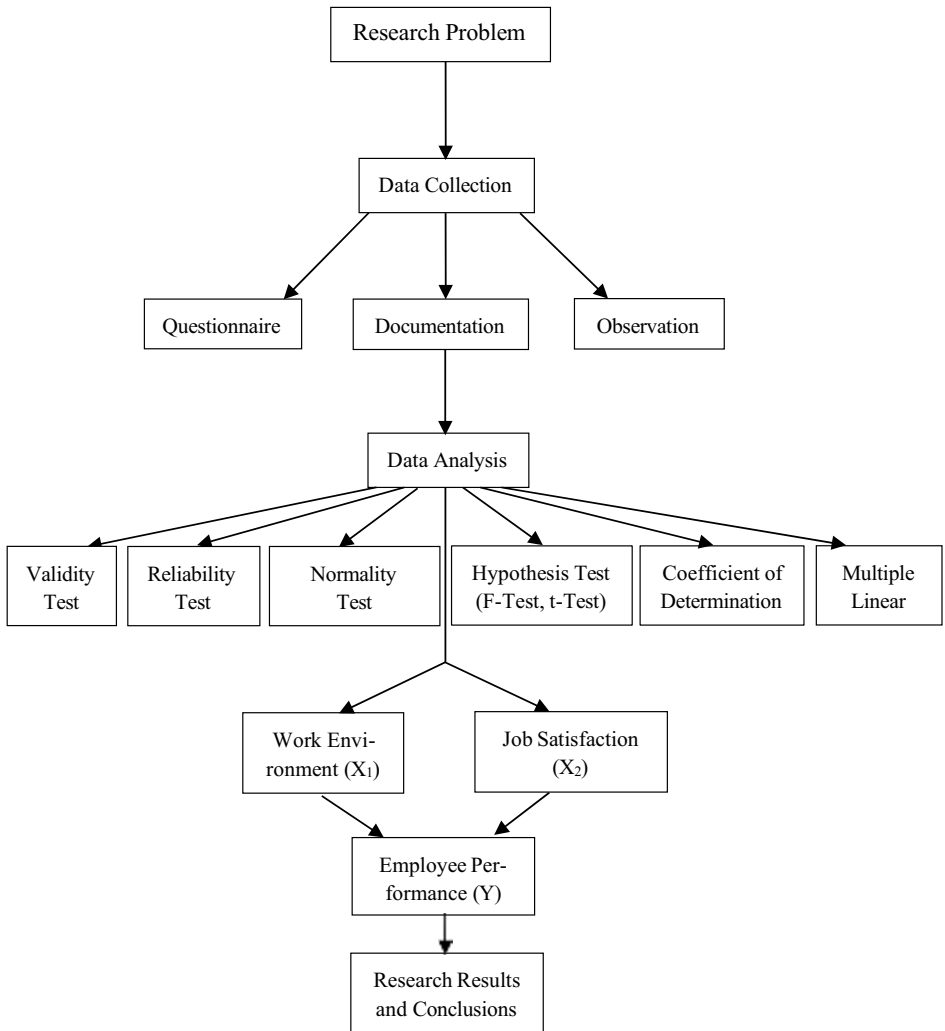 Research Problem
Data Collection
Questionnaire
Documentation
Observation
Data Analysis
Validity
Test
Reliability
Test
Normality
Test
Hypothesis Test
(F-Test, t-Test)
Coefficient of
Determination
Multiple
Linear
Work Envi-
ronment (X₁)
Job Satisfaction
(X₂)
Employee Per-
formance (Y)
Research Results
and Conclusions